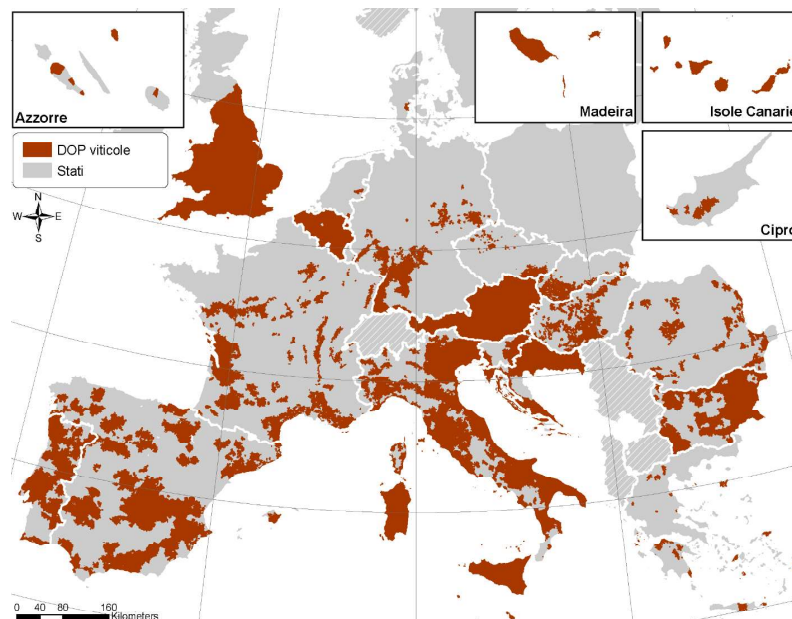 Azzorre
Madeira
Isole Canarie
DOP viticole
Stati
Cipro
N
W E
S
0 40 80 160
Kilometers